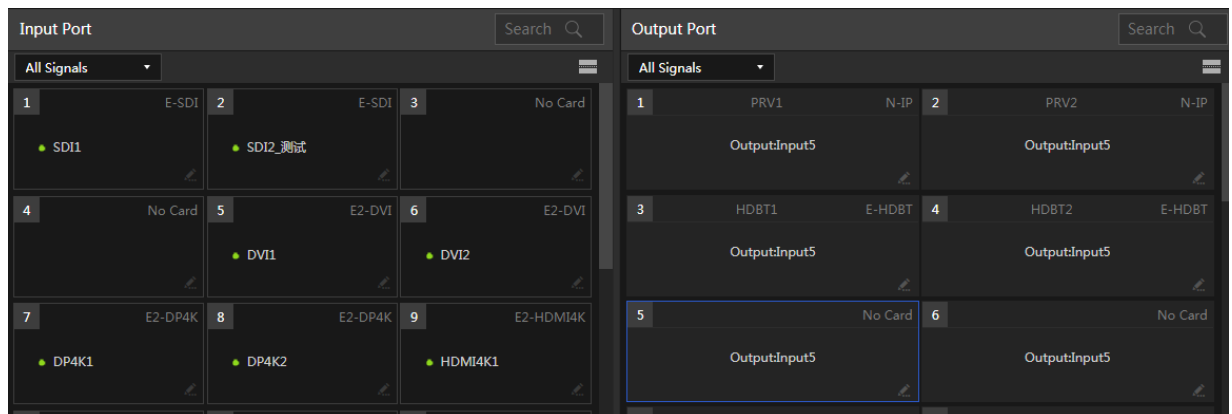 Input Port
Search
All Signals
1 E-SDI
SDI1
2 E-SDI
SDI2_测试
3 No Card
4 No Card
5 E2-DVI
DVI1
6 E2-DVI
DVI2
7 E2-DP4K
DP4K1
8 E2-DP4K
DP4K2
9 E2-HDMI4K
HDMI4K1
Output Port
Search
All Signals
1 PRV1 N-IP
Output:Input5
2 PRV2 N-IP
Output:Input5
3 HDBT1 E-HDBT
Output:Input5
4 HDBT2 E-HDBT
Output:Input5
5 No Card
Output:Input5
6 No Card
Output:Input5